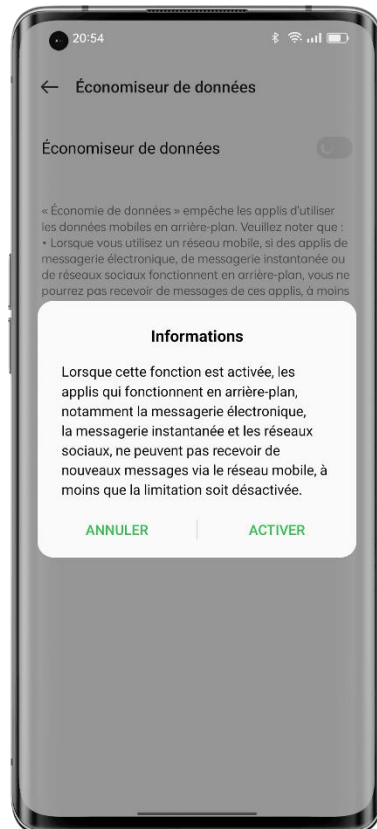 20:54
Économiseur de données
Économiseur de données
« Économie de données » empêche les applis d'utiliser
les données mobiles en arrière-plan. Veuillez noter que :
• Lorsque vous utilisez un réseau mobile, si des applis de
messagerie électronique, de messagerie instantanée ou
de réseaux sociaux fonctionnent en arrière-plan, vous ne
pourrez pas recevoir de messages de ces applis, à moins
Informations
Lorsque cette fonction est activée, les
applis qui fonctionnent en arrière-plan,
notamment la messagerie électronique,
la messagerie instantanée et les réseaux
sociaux, ne peuvent pas recevoir de
nouveaux messages via le réseau mobile, à
moins que la limitation soit désactivée.
ANNULER
ACTIVER